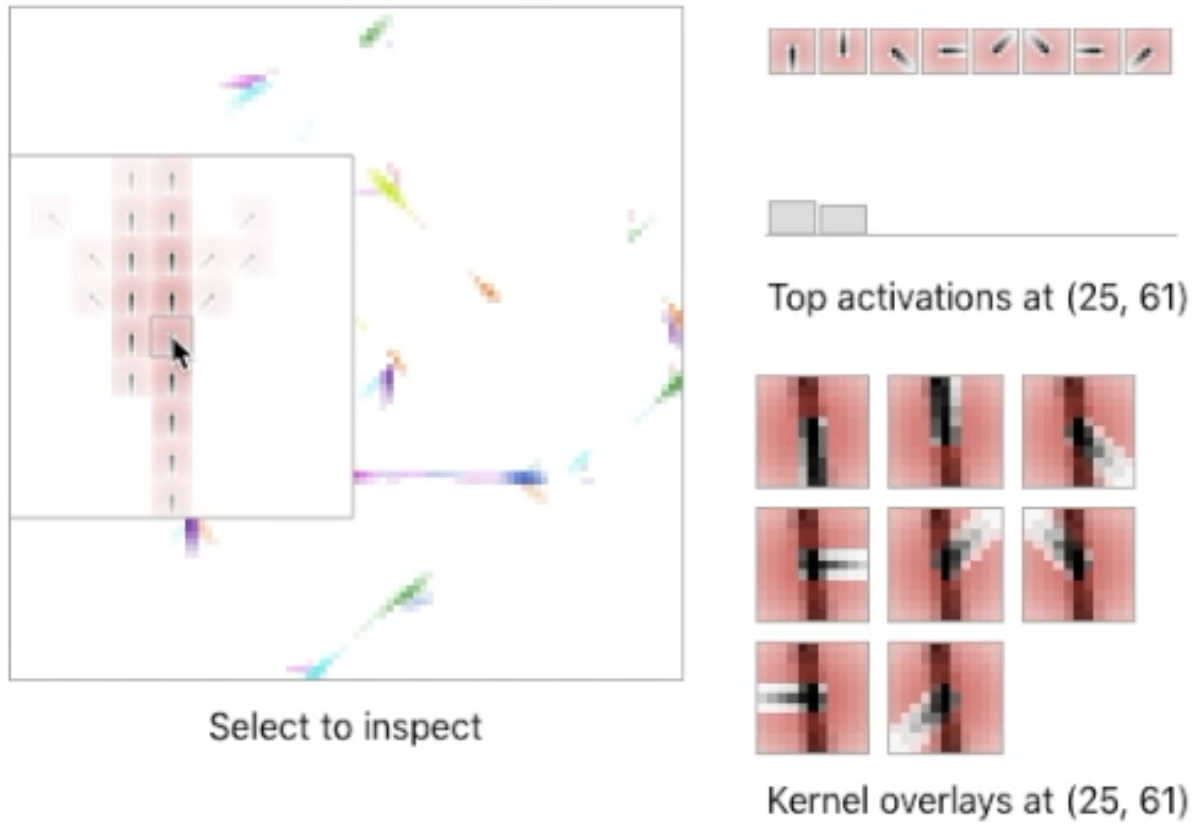 Top activations at (25, 61)
Select to inspect
Kernel overlays at (25, 61)